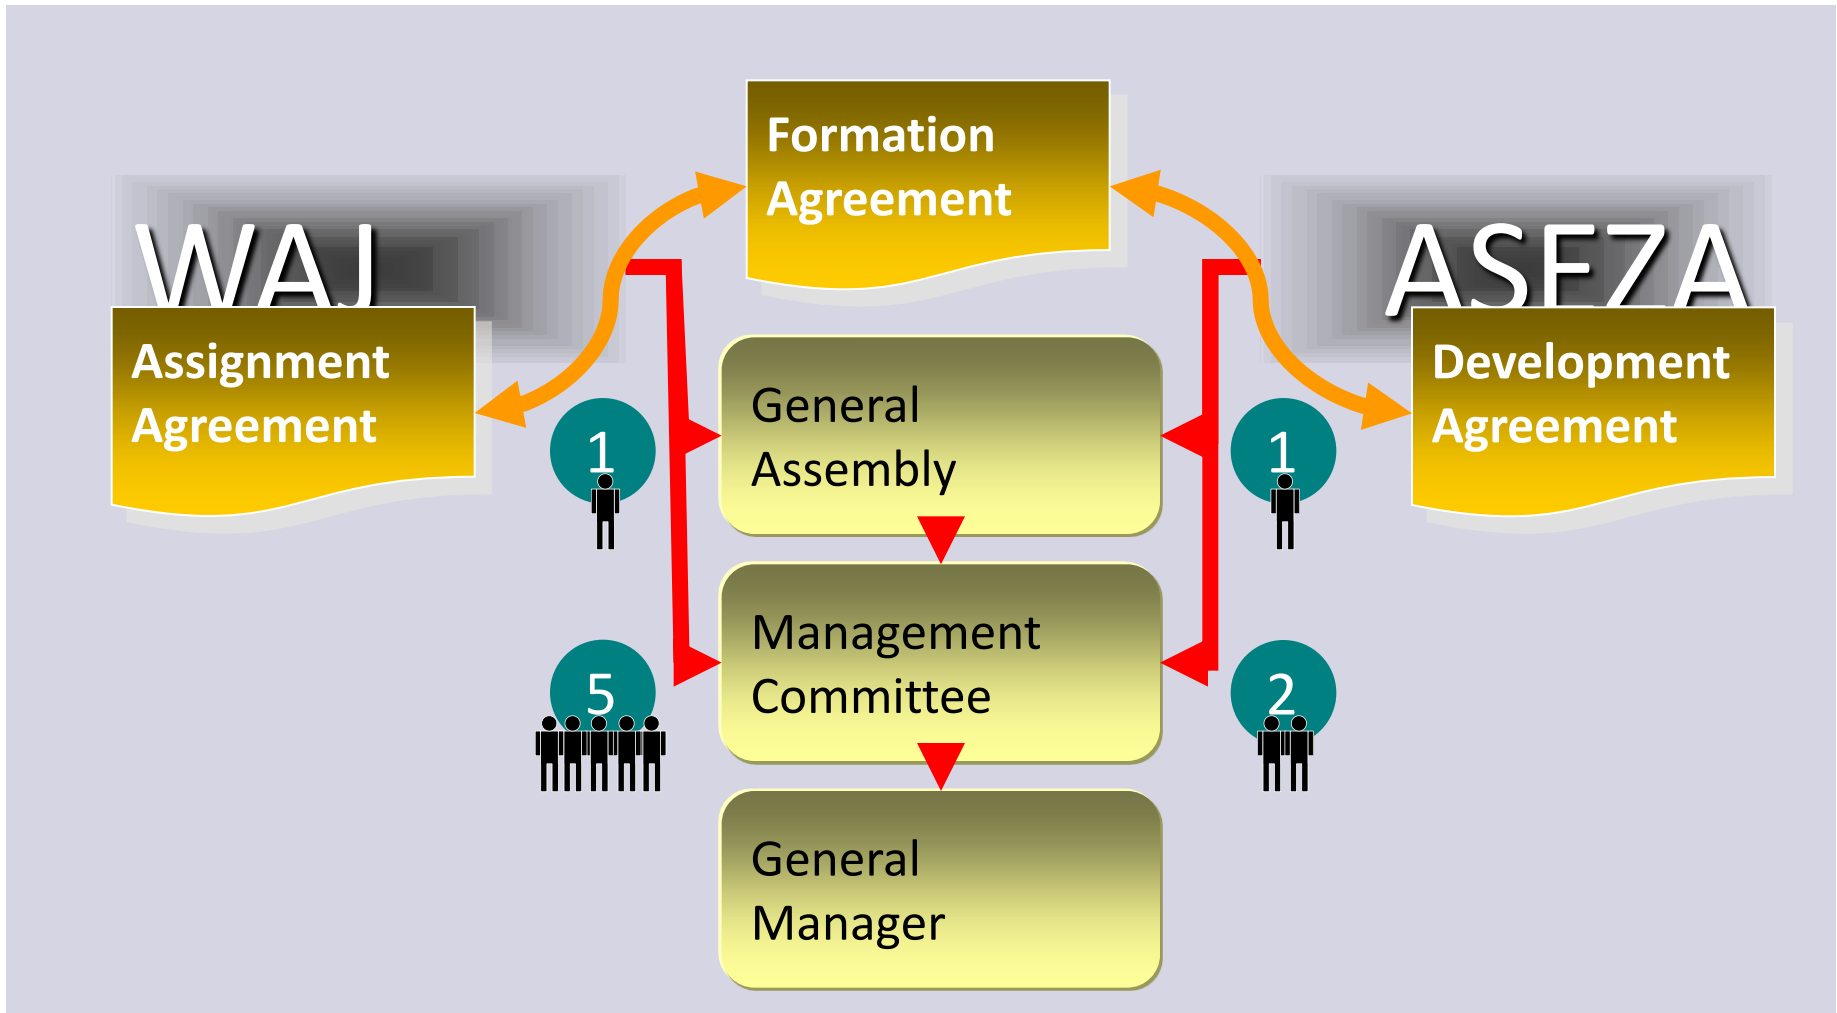 Formation
Agreement
WAJ
ASEZA
Assignment
Agreement
Development
Agreement
General
Assembly
1
1
Management
Committee
5
2
General
Manager